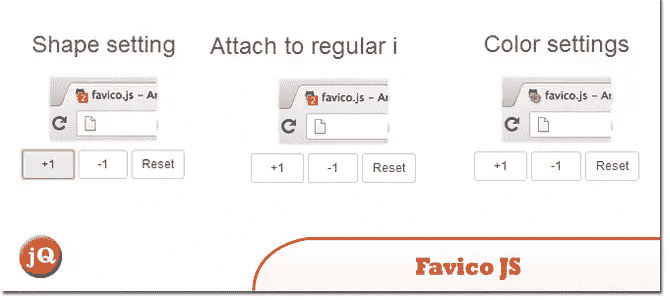 Shape setting
Attach to regular i
Color settings
2 favico.js – Ar
2 favico.js – Ar
favico.js – Ar
+1 -1 Reset
+1 -1 Reset
+1 -1 Reset
jQ
Favico JS